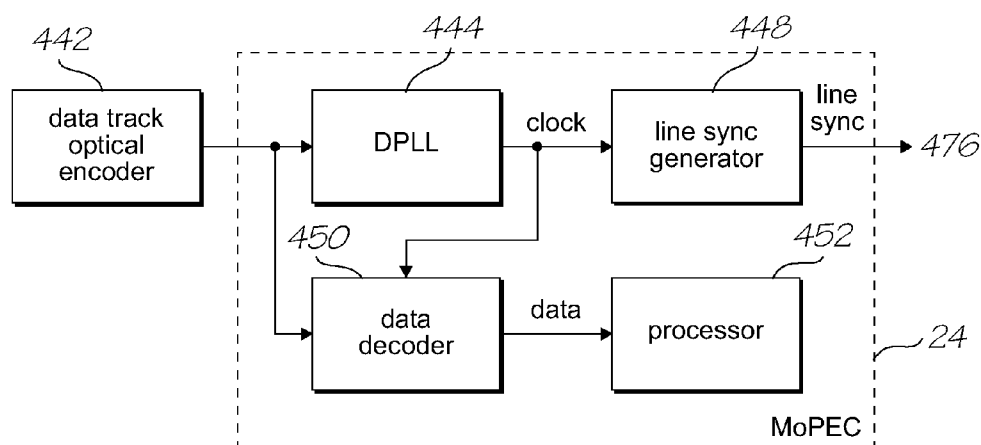 442
444
448
data track
optical
encoder
DPLL
clock
line sync
generator
line
sync
476
450
452
data
decoder
data
processor
24
MoPEC